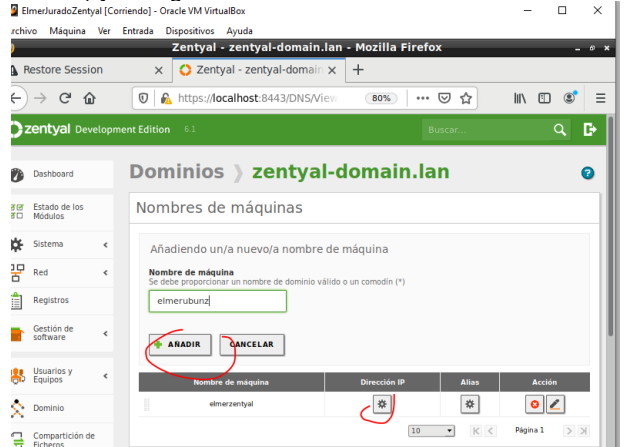 ElmerJuradoZentyal [Corriendo] - Oracle VM VirtualBox
Archivo Máquina Ver Entrada Dispositivos Ayuda
Zentyal - zentyal-domain.lan - Mozilla Firefox
Restore Session
Zentyal - zentyal-domain
https://localhost:8443/DNS/View
80%
zentyal Development Edition 6.1
Buscar...
Dashboard
Estado de los
Módulos
Sistema
Red
Registros
Gestión de
software
Usuarios y
Equipos
Dominio
Compartición de
Ficheros
Dominios
zentyal-domain.lan
Nombres de máquinas
Añadiendo un/a nuevo/a nombre de máquina
Nombre de máquina
Se debe proporcionar un nombre de dominio válido o un comodín (*)
elmerubunz
AÑADIR
CANCELAR
Nombre de máquina Dirección IP Alias Acción
elmerzentyal
10
Página 1